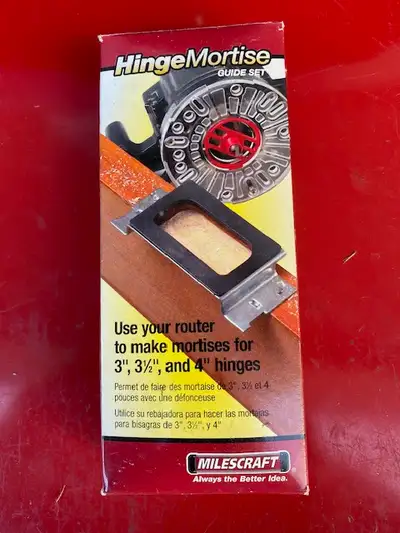 HingeMortise
GUIDE SET
Use your router
to make mortises for
3", 3½", and 4" hinges
Permet de faire des mortaise de 3", 3½ et 4
pouces avec une défonceuse
Utilice su rebajadora para hacer las mortajas
para bisagras de 3", 3½", y 4"
MILESCRAFT
Always the Better Idea.